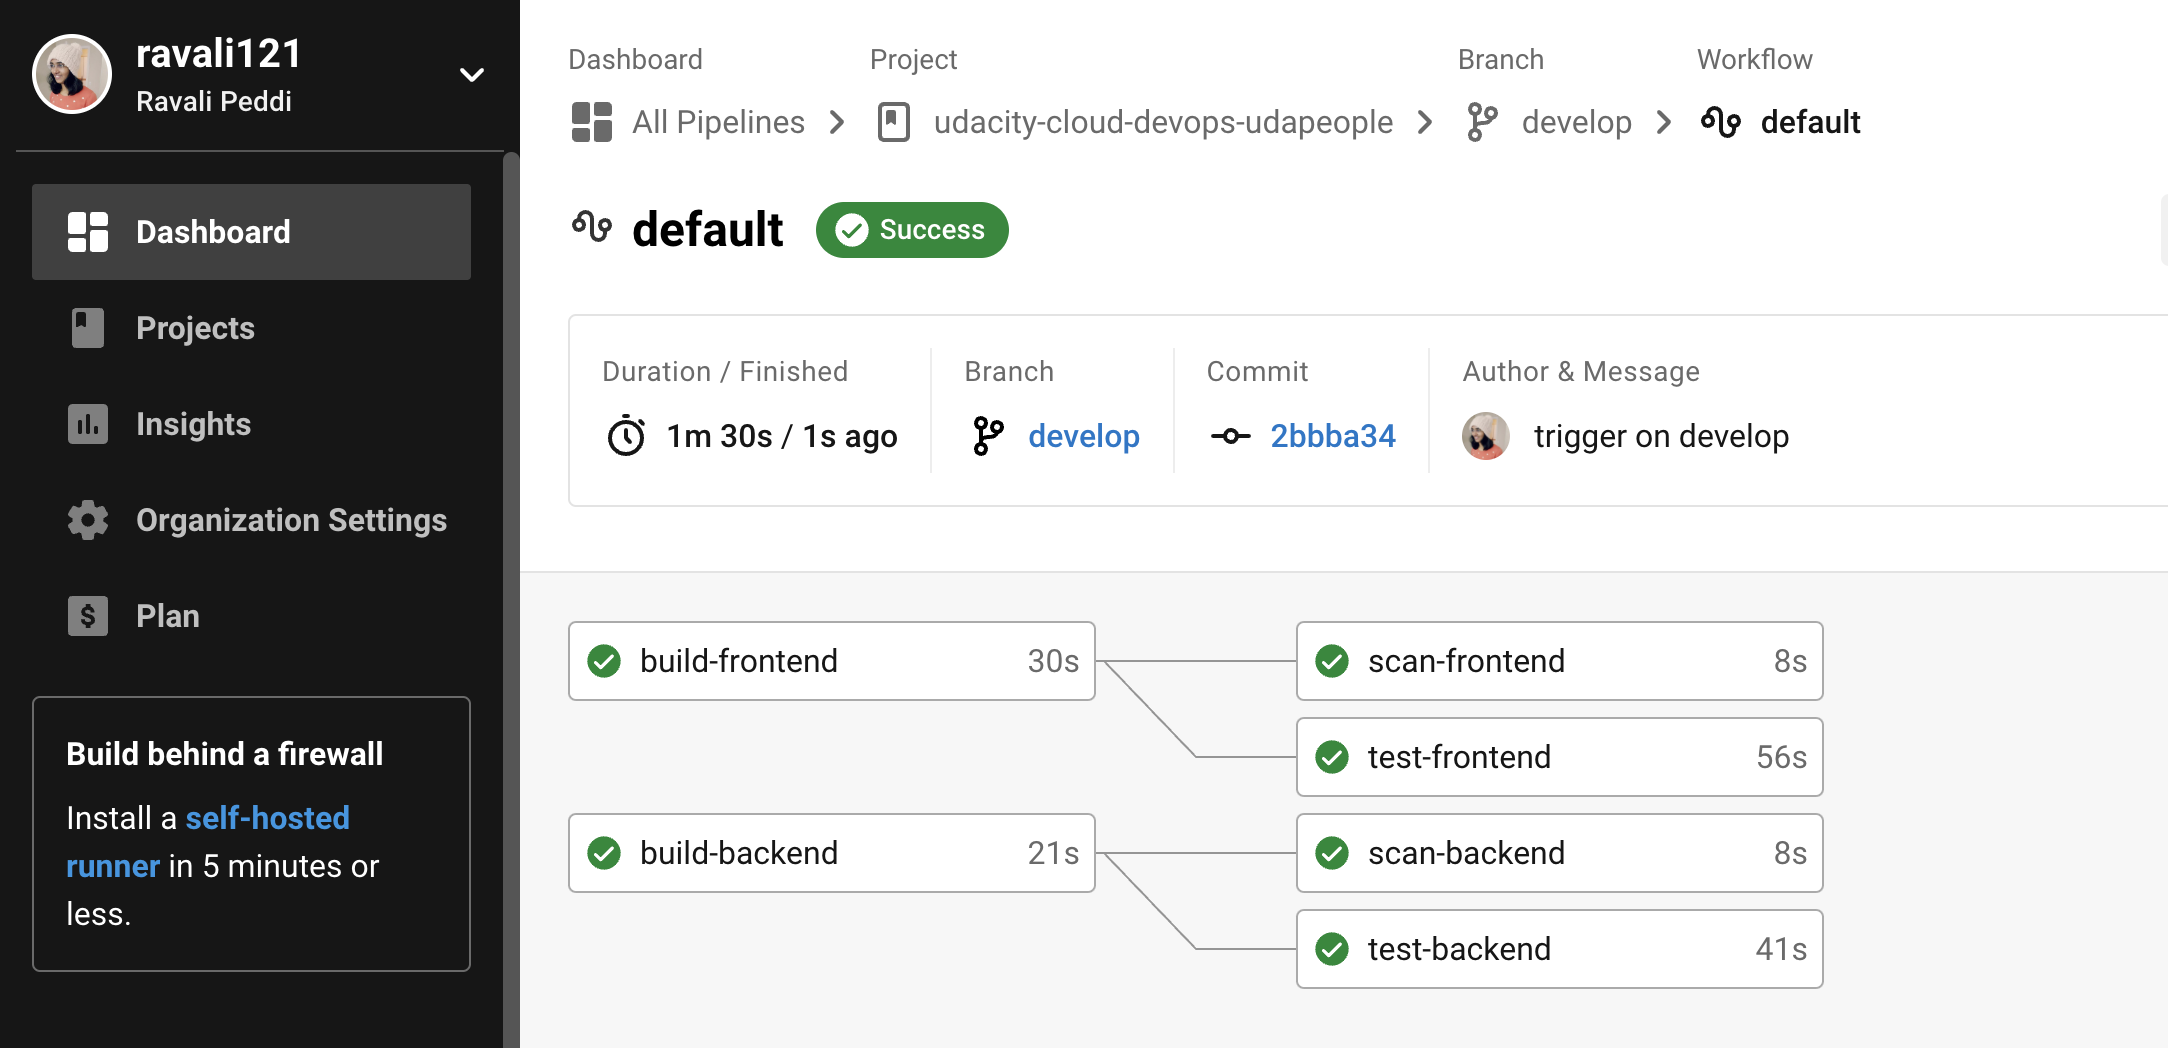 ravali121
Ravali Peddi
Dashboard
Projects
Insights
Organization Settings
Plan
Build behind a firewall
Install a self-hosted
runner in 5 minutes or
less.
Dashboard Project Branch Workflow
All Pipelines udacity-cloud-devops-udapeople develop default
default Success
Duration / Finished Branch Commit Author & Message
1m 30s / 1s ago develop 2bbba34 trigger on develop
build-frontend 30s scan-frontend 8s
test-frontend 56s
build-backend 21s scan-backend 8s
test-backend 41s